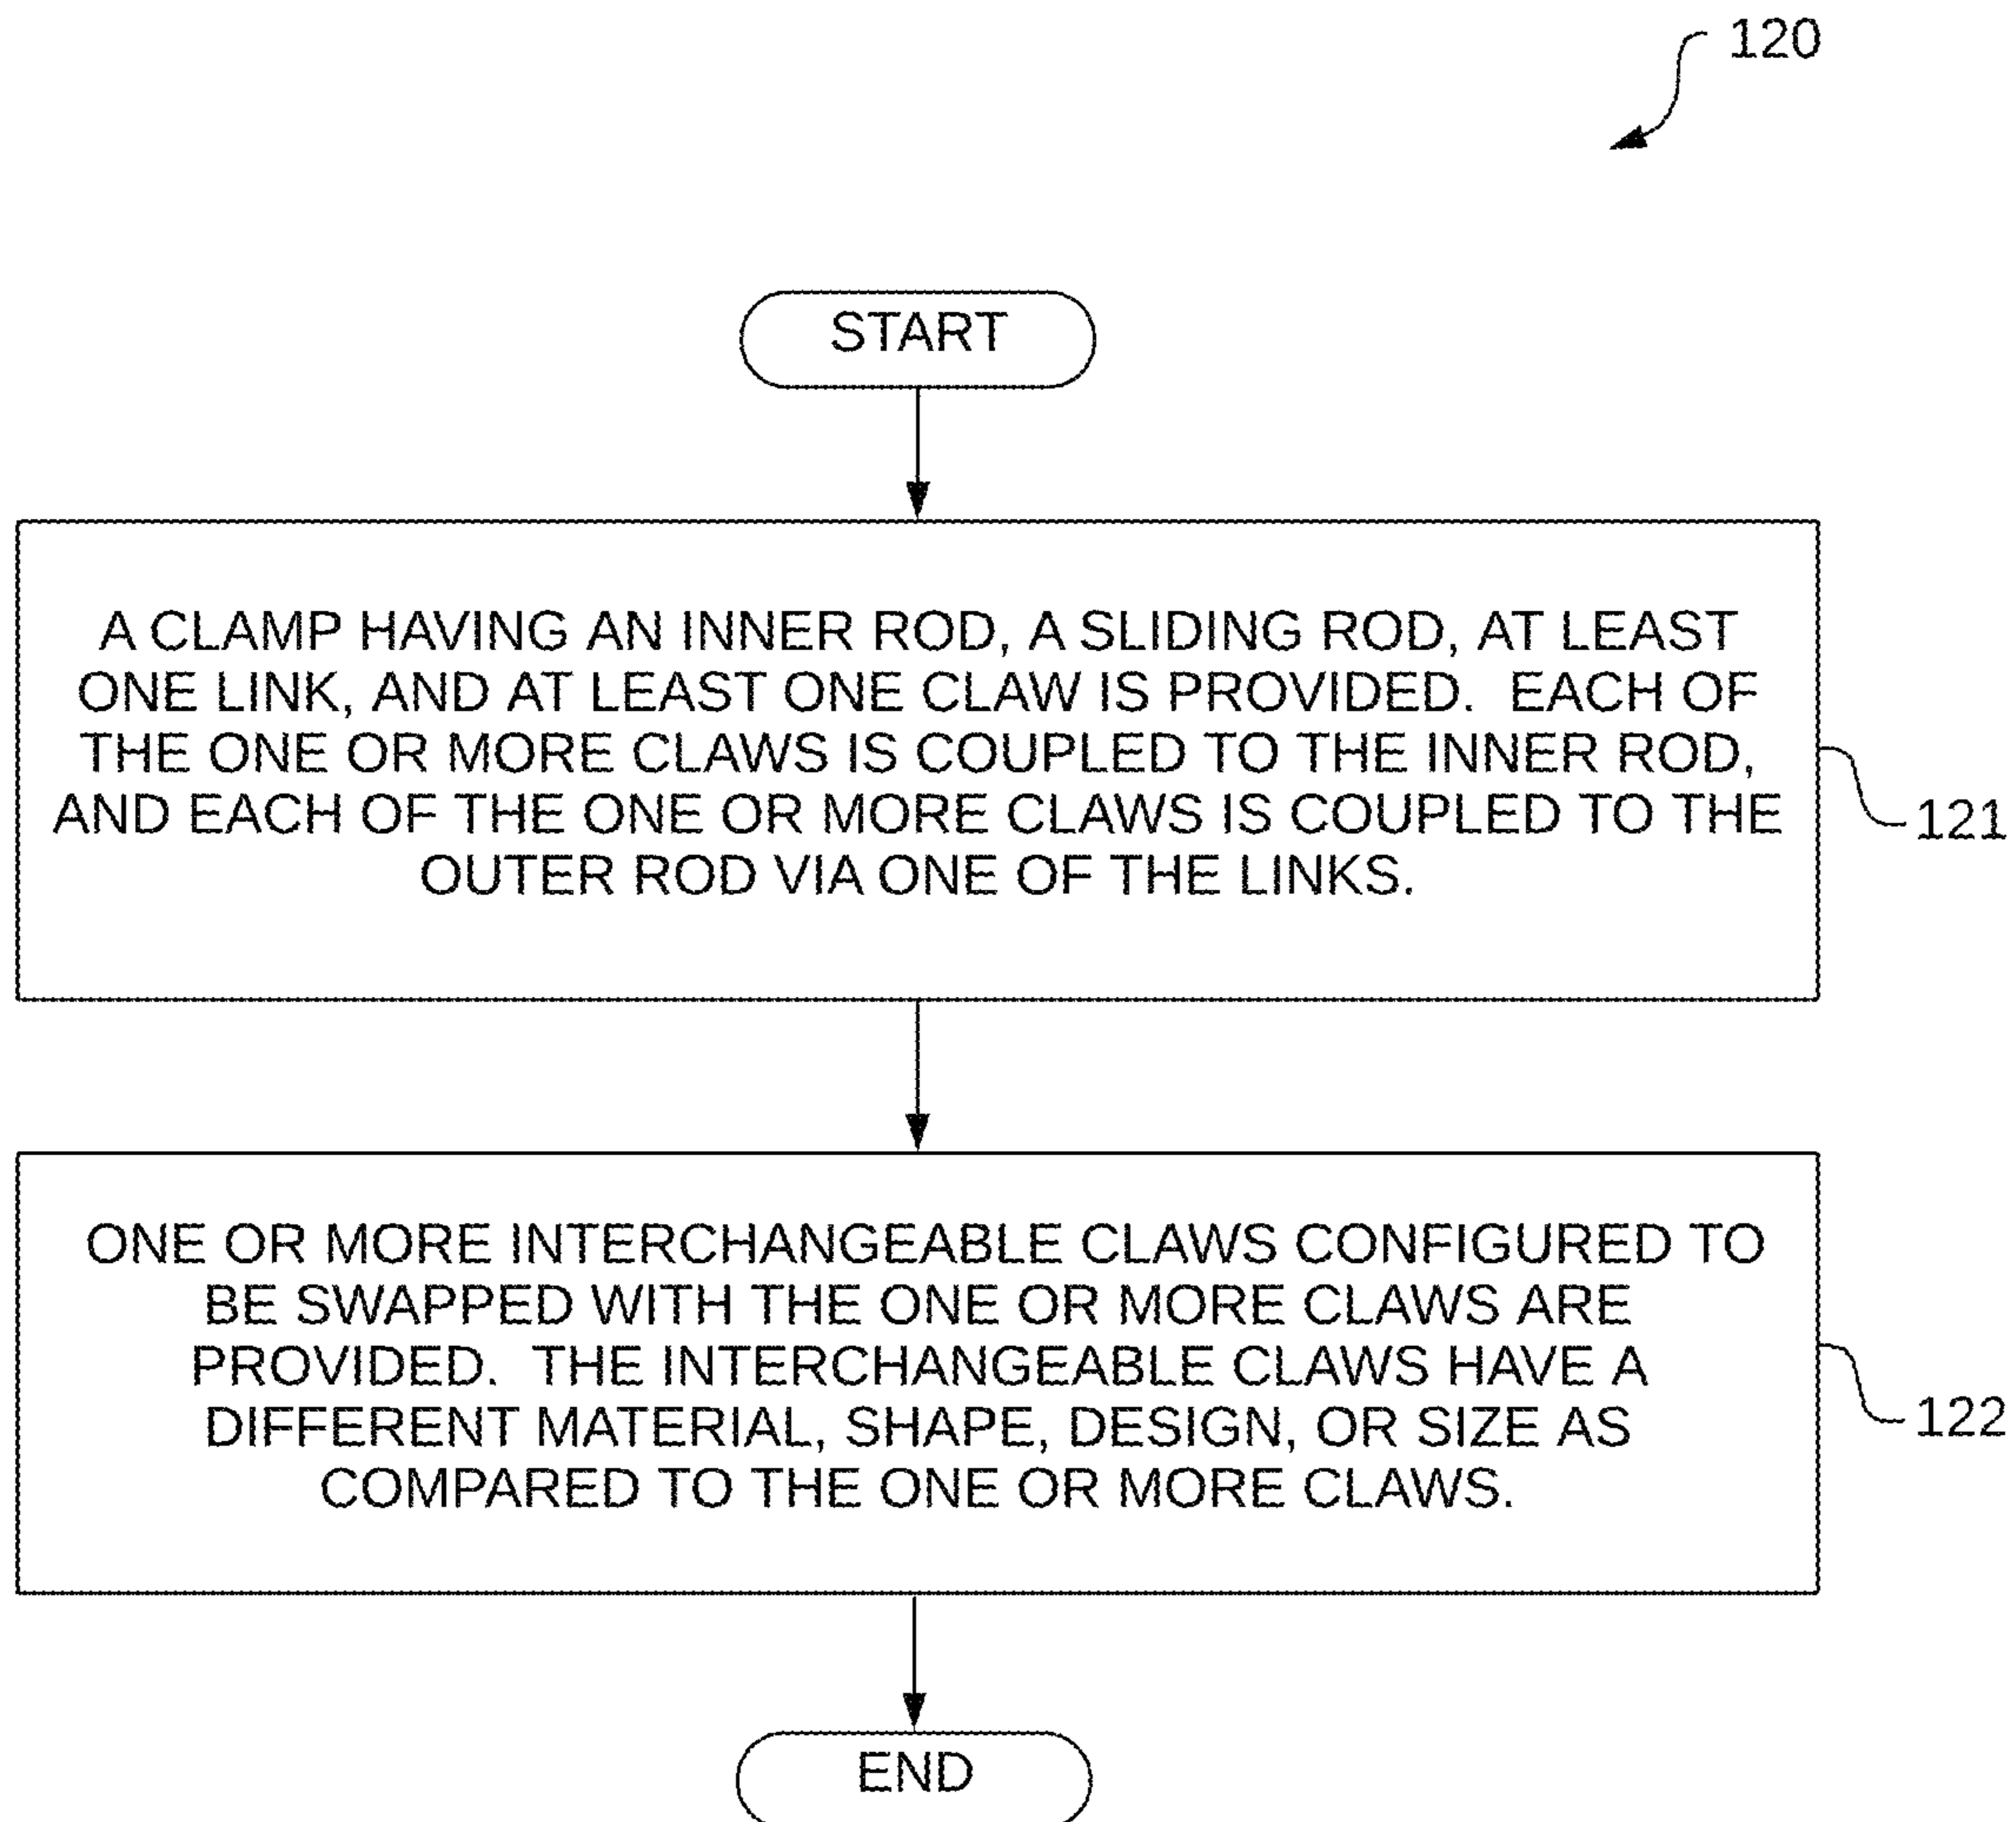 120
START
A CLAMP HAVING AN INNER ROD, A SLIDING ROD, AT LEAST
ONE LINK, AND AT LEAST ONE CLAW IS PROVIDED.  EACH OF
THE ONE OR MORE CLAWS IS COUPLED TO THE INNER ROD,
AND EACH OF THE ONE OR MORE CLAWS IS COUPLED TO THE
OUTER ROD VIA ONE OF THE LINKS.
121
ONE OR MORE INTERCHANGEABLE CLAWS CONFIGURED TO
BE SWAPPED WITH THE ONE OR MORE CLAWS ARE
PROVIDED.  THE INTERCHANGEABLE CLAWS HAVE A
DIFFERENT MATERIAL, SHAPE, DESIGN, OR SIZE AS
COMPARED TO THE ONE OR MORE CLAWS.
122
END